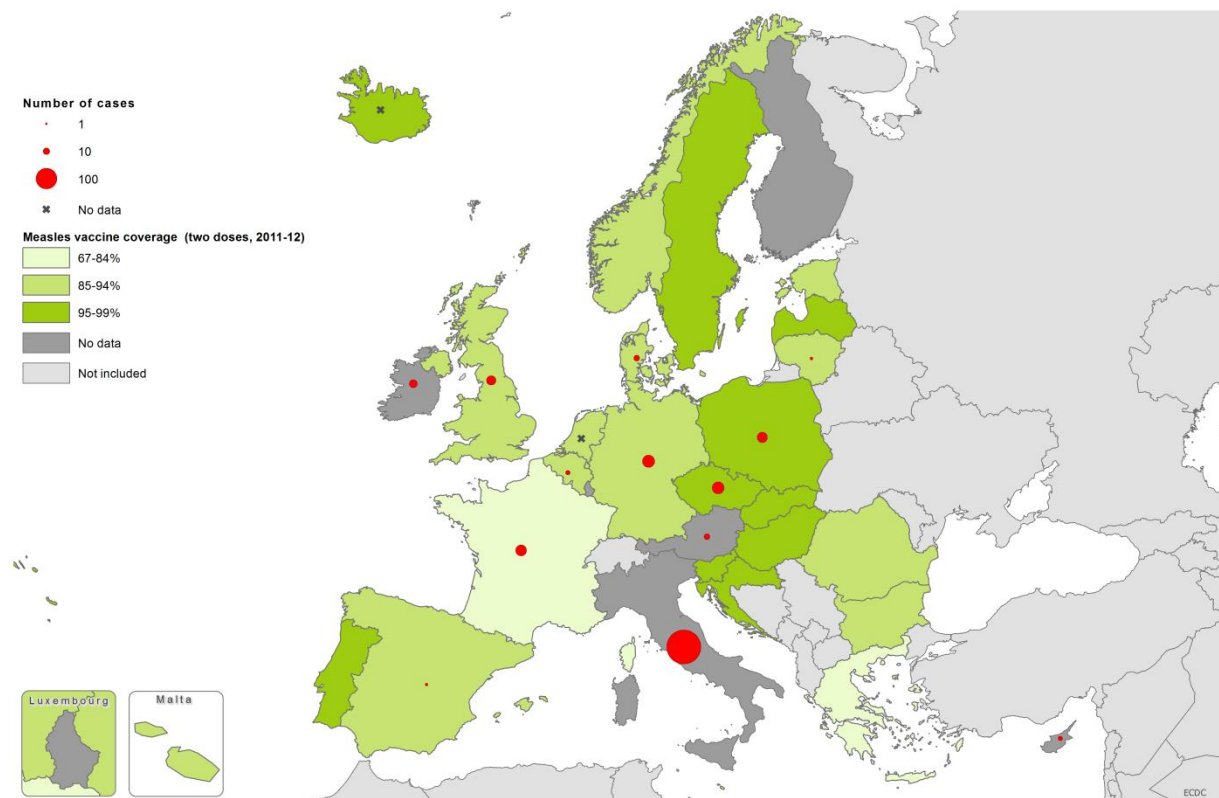 Number of cases
1
10
100
No data
Measles vaccine coverage (two doses, 2011-12)
67-84%
85-94%
95-99%
No data
Not included
Luxembourg
Malta
ECDC